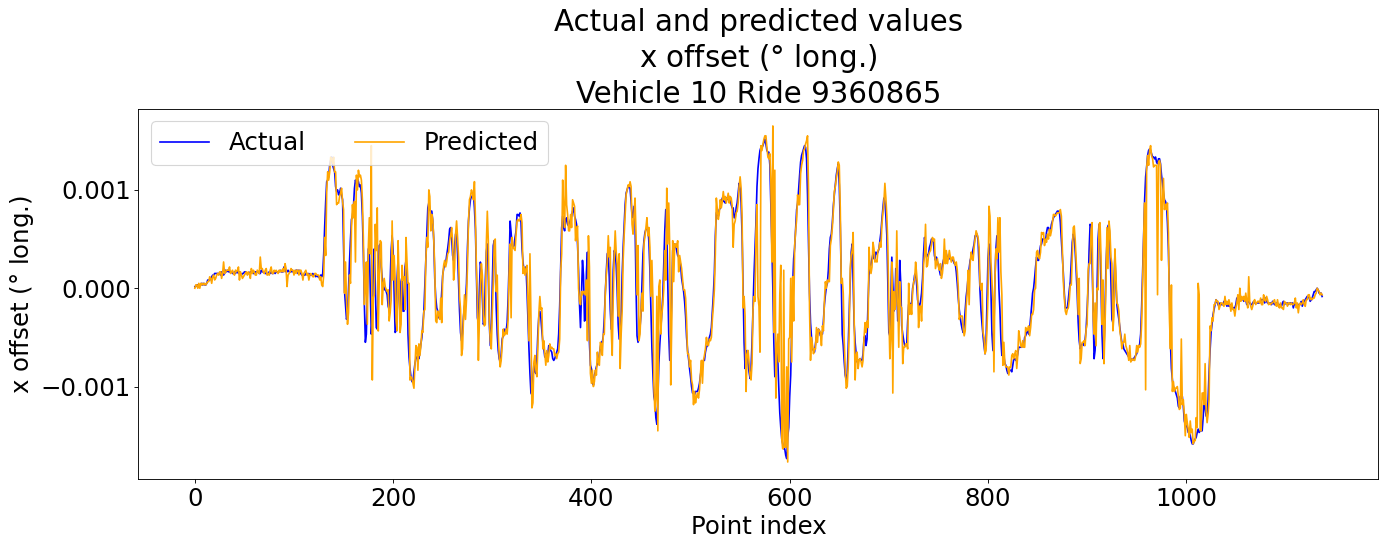 Actual and predicted values
x offset (° long.)
Vehicle 10 Ride 9360865
Actual
Predicted
x offset (° long.)
0.001
0.000
−0.001
0
200
400
600
800
1000
Point index